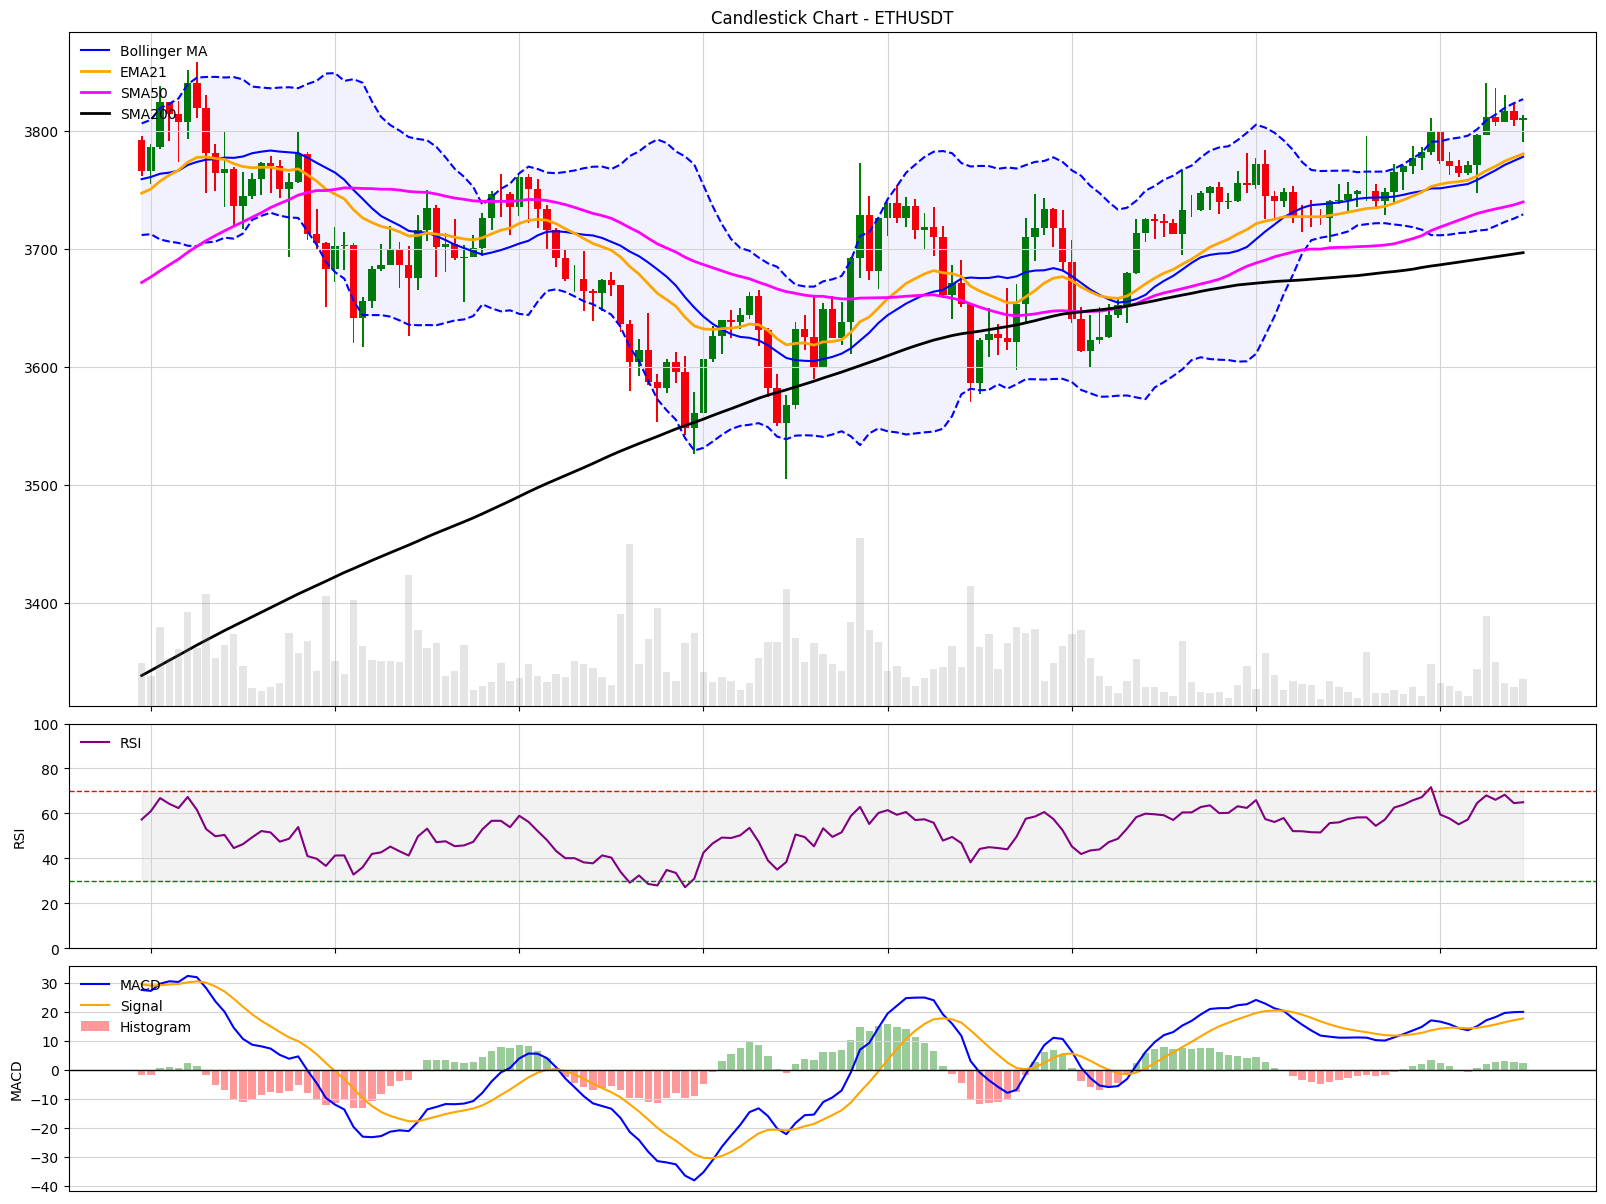 Candlestick Chart - ETHUSDT
Bollinger MA
EMA21
SMA50
SMA200
3800
3700
3600
3500
3400
100
80
60
40
20
0
RSI
RSI
30
20
10
0
−10
−20
−30
−40
MACD
MACD
Signal
Histogram